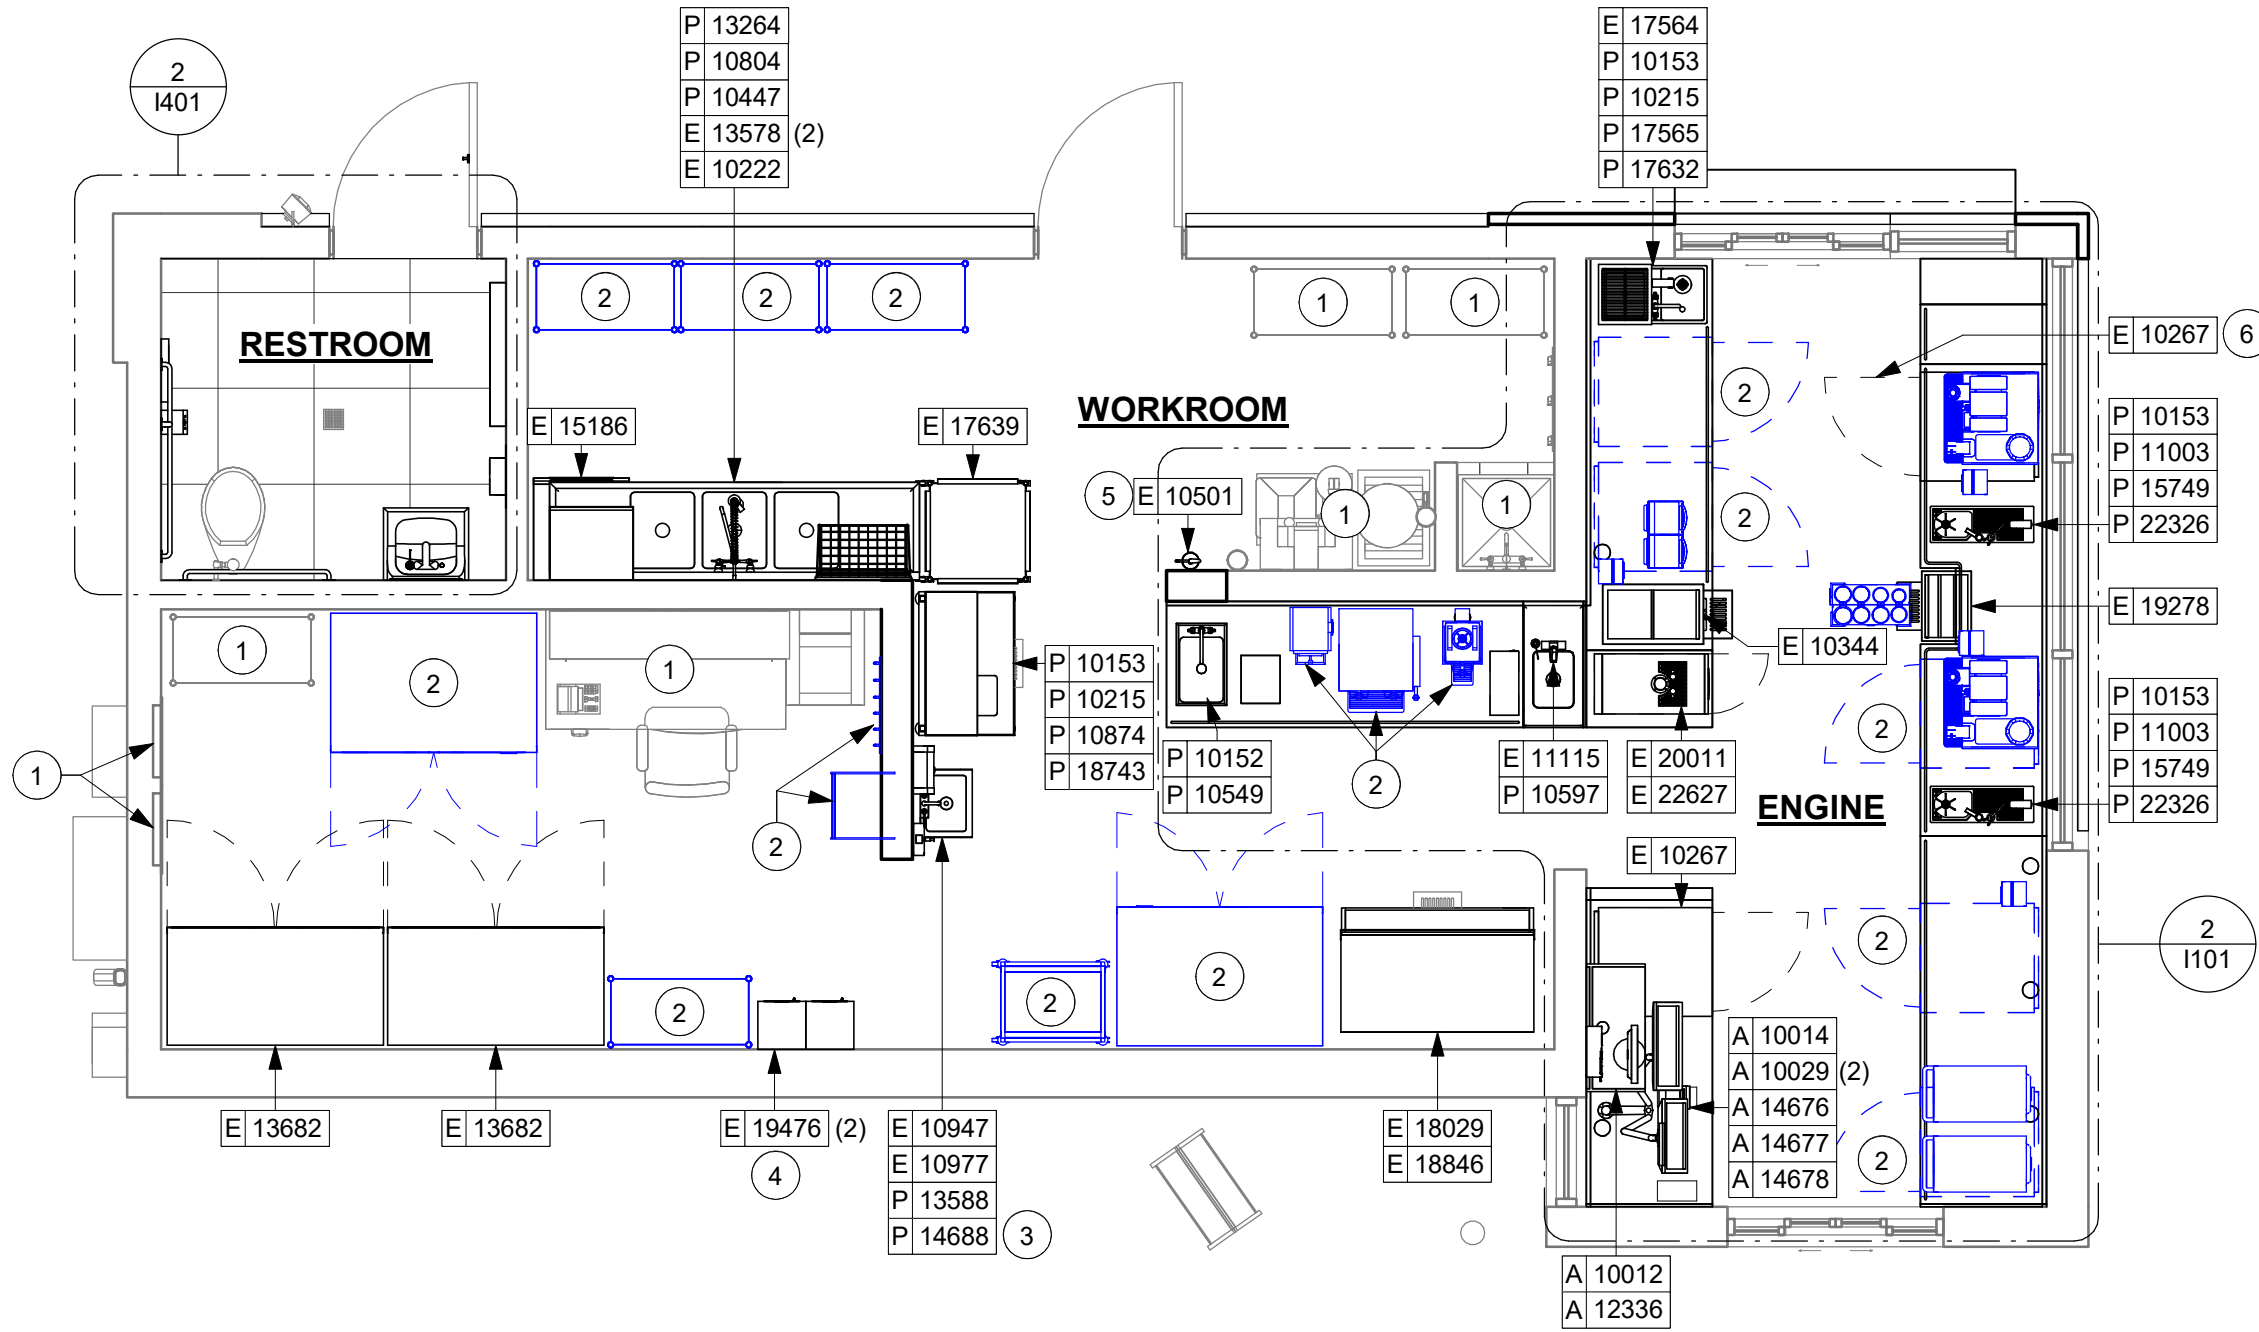 2
I401
P 13264
P 10804
P 10447
E 13578 (2)
E 10222
E 17564
P 10153
P 10215
P 17565
P 17632
2
2
2
1
1
RESTROOM
WORKROOM
E 10267 6
2
E 15186
E 17639
P 10153
P 11003
P 15749
P 22326
5 E 10501
1
1
2
E 19278
E 10344
1
2
1
P 10153
P 10215
P 10874
P 18743
2
P 10153
P 11003
P 15749
P 22326
1
P 10152
P 10549
2
E 11115
P 10597
E 20011
E 22627
ENGINE
2
E 10267
2
2
2
2
2
I101
2
A 10014
A 10029 (2)
A 14676
A 14677
A 14678
E 13682
E 13682
E 19476 (2)
4
E 10947
E 10977
P 13588
P 14688 3
E 18029
E 18846
2
A 10012
A 12336